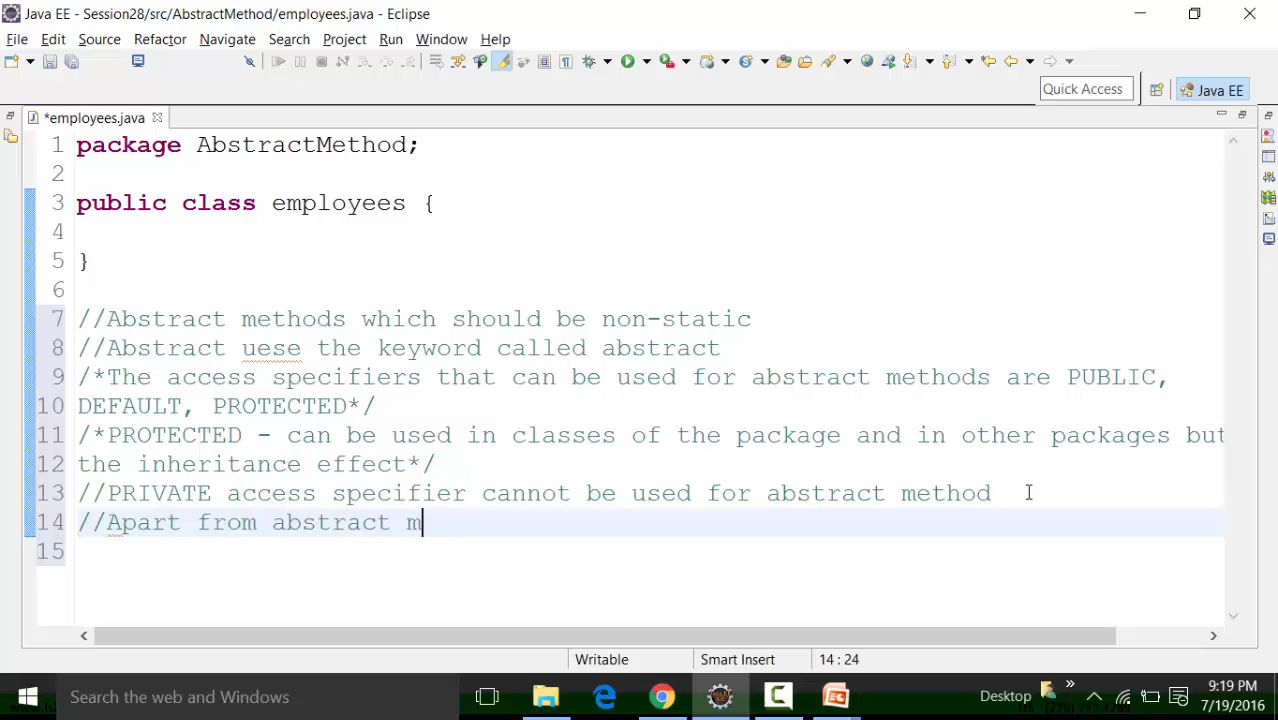 Java EE - Session28/src/AbstractMethod/employees.java - Eclipse
File Edit Source Refactor Navigate Search Project Run Window Help
Quick Access Java EE
*employees.java
1 package AbstractMethod;
2
3 public class employees {
4
5 }
6
7 //Abstract methods which should be non-static
8 //Abstract uese the keyword called abstract
9 /*The access specifiers that can be used for abstract methods are PUBLIC,
10 DEFAULT, PROTECTED*/
11 /*PROTECTED - can be used in classes of the package and in other packages but
12 the inheritance effect*/
13 //PRIVATE access specifier cannot be used for abstract method
14 //Apart from abstract m
15
Writable Smart Insert 14 : 24
Search the web and Windows
Desktop
9:19 PM
7/19/2016